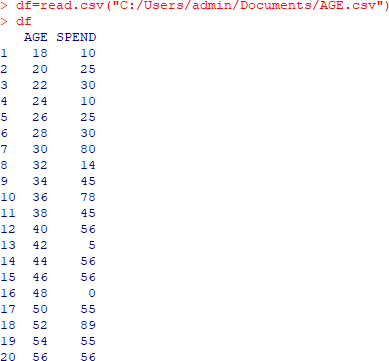 > df=read.csv("C:/Users/admin/Documents/AGE.csv")
> df
   AGE SPEND
1   18    10
2   20    25
3   22    30
4   24    10
5   26    25
6   28    30
7   30    80
8   32    14
9   34    45
10  36    78
11  38    45
12  40    56
13  42     5
14  44    56
15  46    56
16  48     0
17  50    55
18  52    89
19  54    55
20  56    56